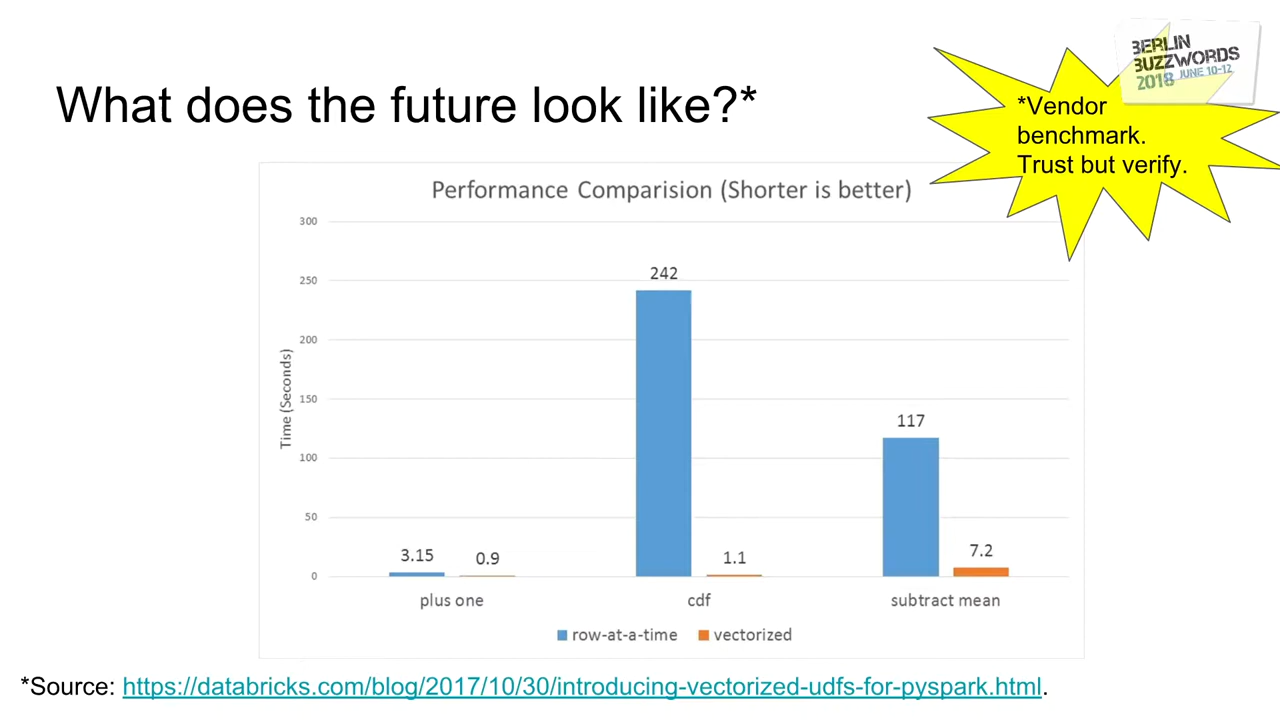 BERLIN
BUZZWORDS
2018 JUNE 10-12
What does the future look like?*
*Vendor
benchmark.
Trust but verify.
Performance Comparision (Shorter is better)
Time (Seconds)
300
250
200
150
100
50
0
3.15
0.9
242
1.1
117
7.2
plus one
cdf
subtract mean
row-at-a-time
vectorized
*Source: https://databricks.com/blog/2017/10/30/introducing-vectorized-udfs-for-pyspark.html.